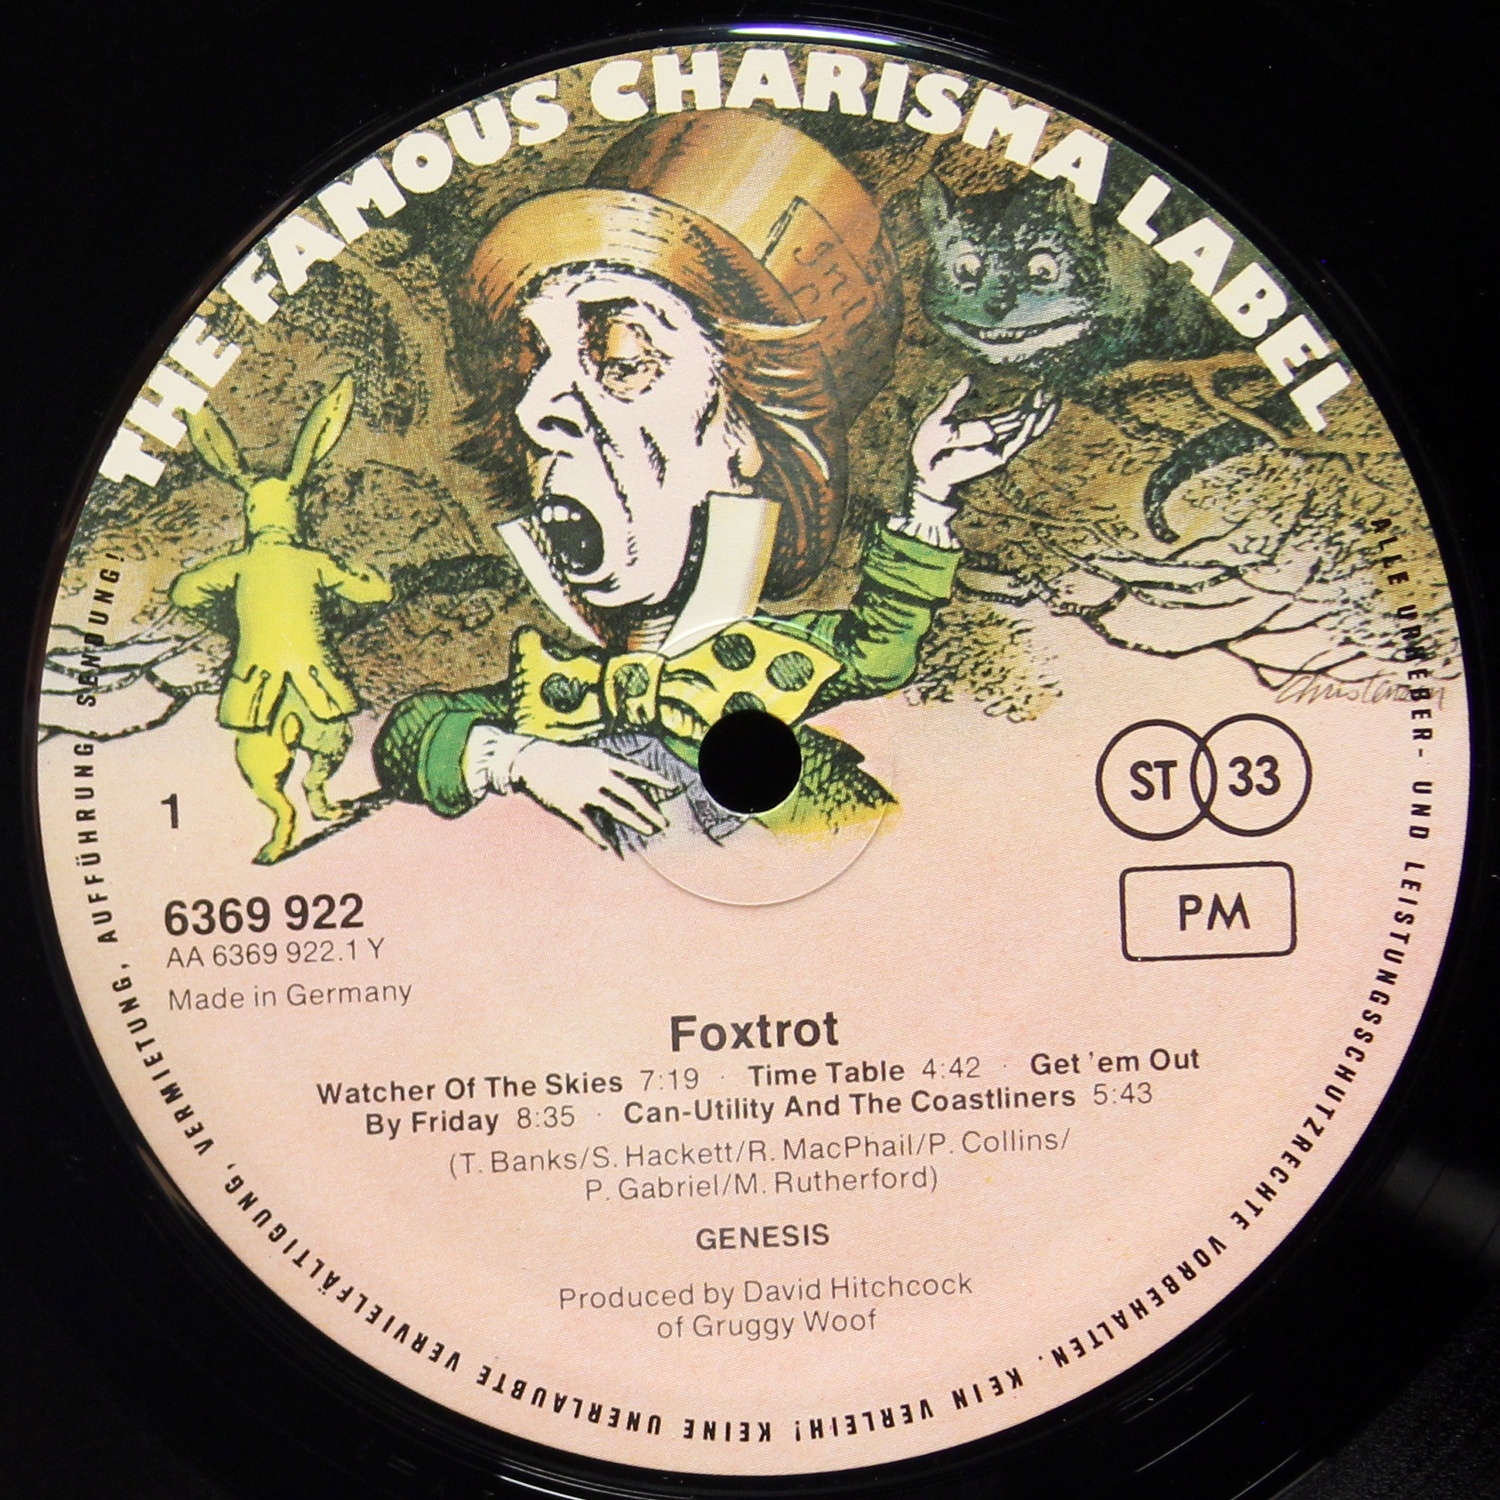 THE FAMOUS CHARISMA LABEL
Christensen
1
ST 33
6369 922
AA 6369 922.1 Y
Made in Germany
PM
Foxtrot
Watcher Of The Skies 7:19 · Time Table 4:42 · Get 'em Out
By Friday 8:35 · Can-Utility And The Coastliners 5:43
(T. Banks/S. Hackett/R. MacPhail/P. Collins/
P. Gabriel/M. Rutherford)
GENESIS
Produced by David Hitchcock
of Gruggy Woof
ALLE URHEBER- UND LEISTUNGSSCHUTZRECHTE VORBEHALTEN. KEIN VERLEIH! KEINE UNERLAUBTE VERVIELFÄLTIGUNG, VERMIETUNG, AUFFÜHRUNG, SENDUNG!